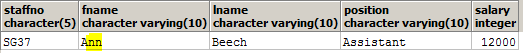 staffno fname lname position salary
character(5) character varying(10) character varying(10) character varying(10) integer
SG37 Ann Beech Assistant 12000